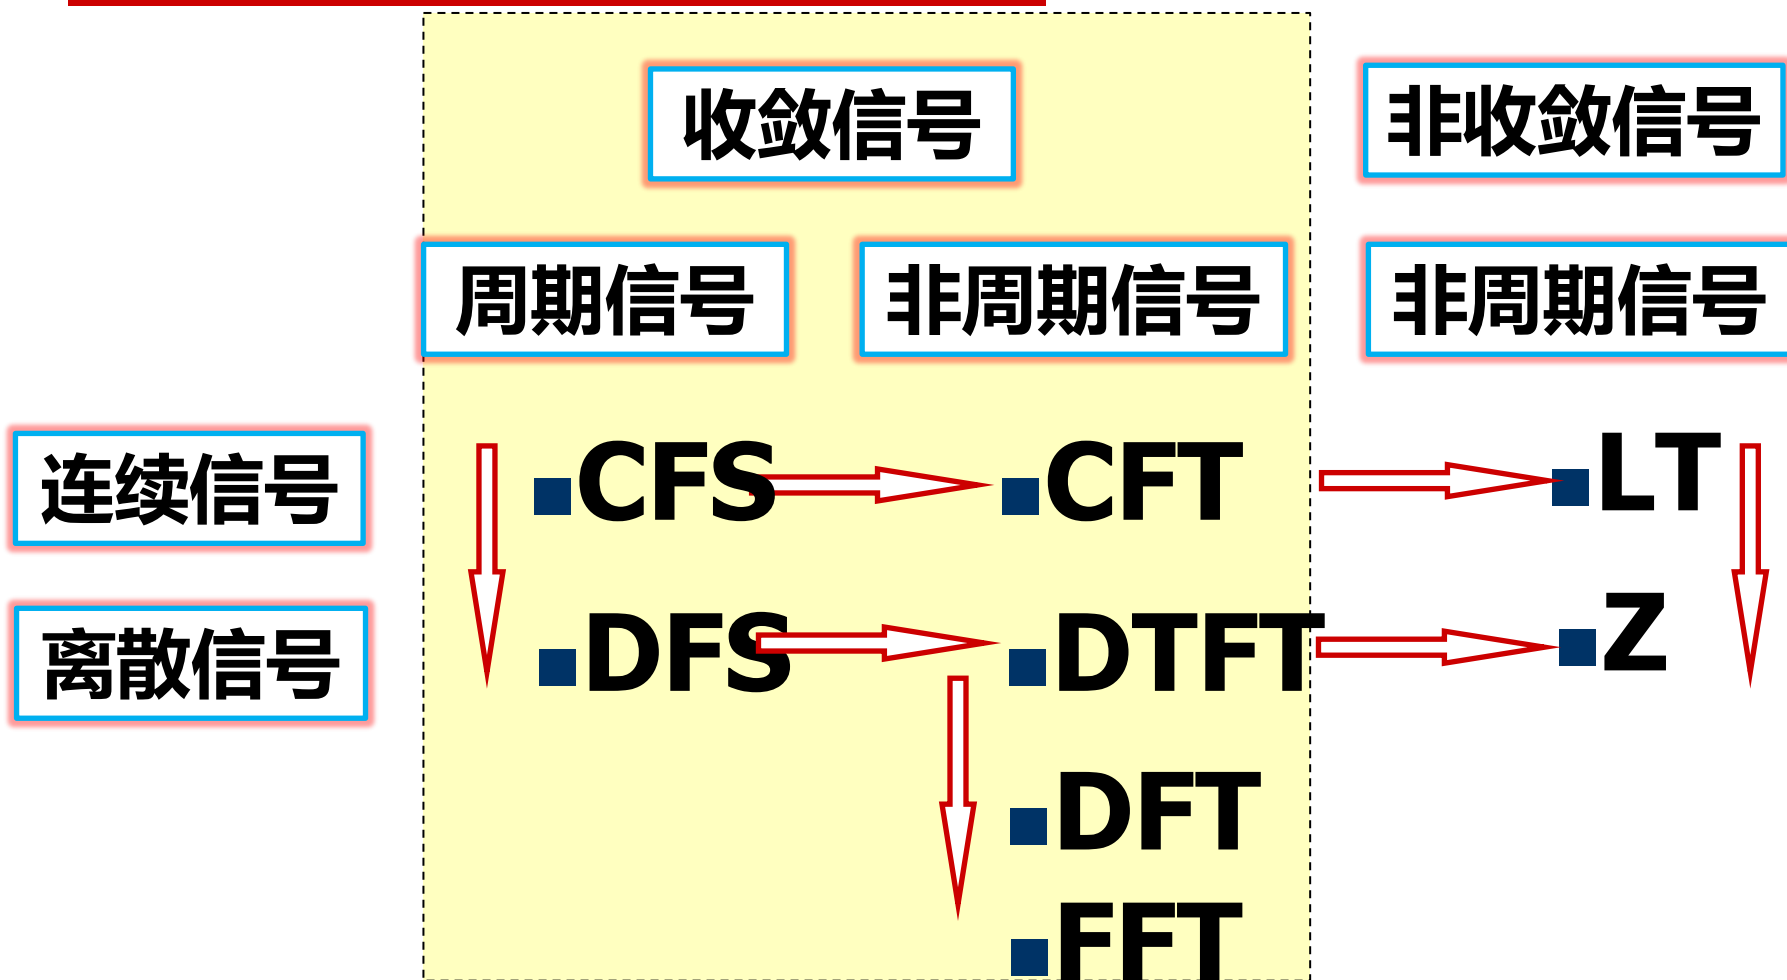 收敛信号
非收敛信号
周期信号
非周期信号
非周期信号
连续信号
CFS
CFT
LT
离散信号
DFS
DTFT
Z
DFT
FFT